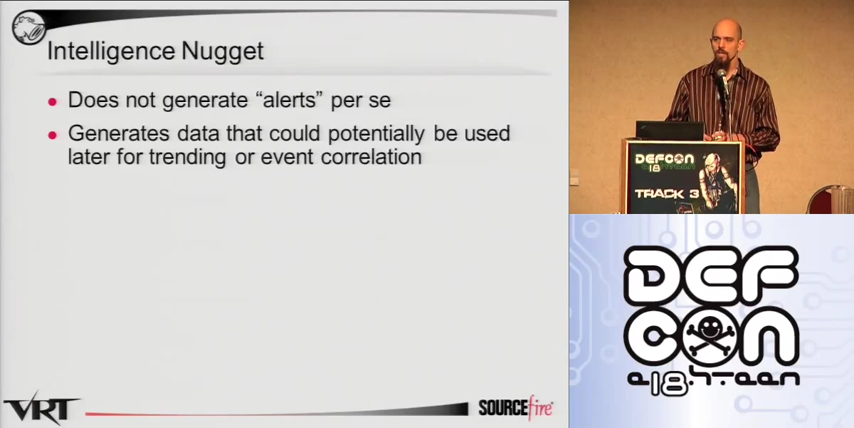 Intelligence Nugget
Does not generate “alerts” per se
Generates data that could potentially be used
later for trending or event correlation
VRT
SOURCEfire
DEFCON
18
TRACK 3
DEF
CON
e18hteen